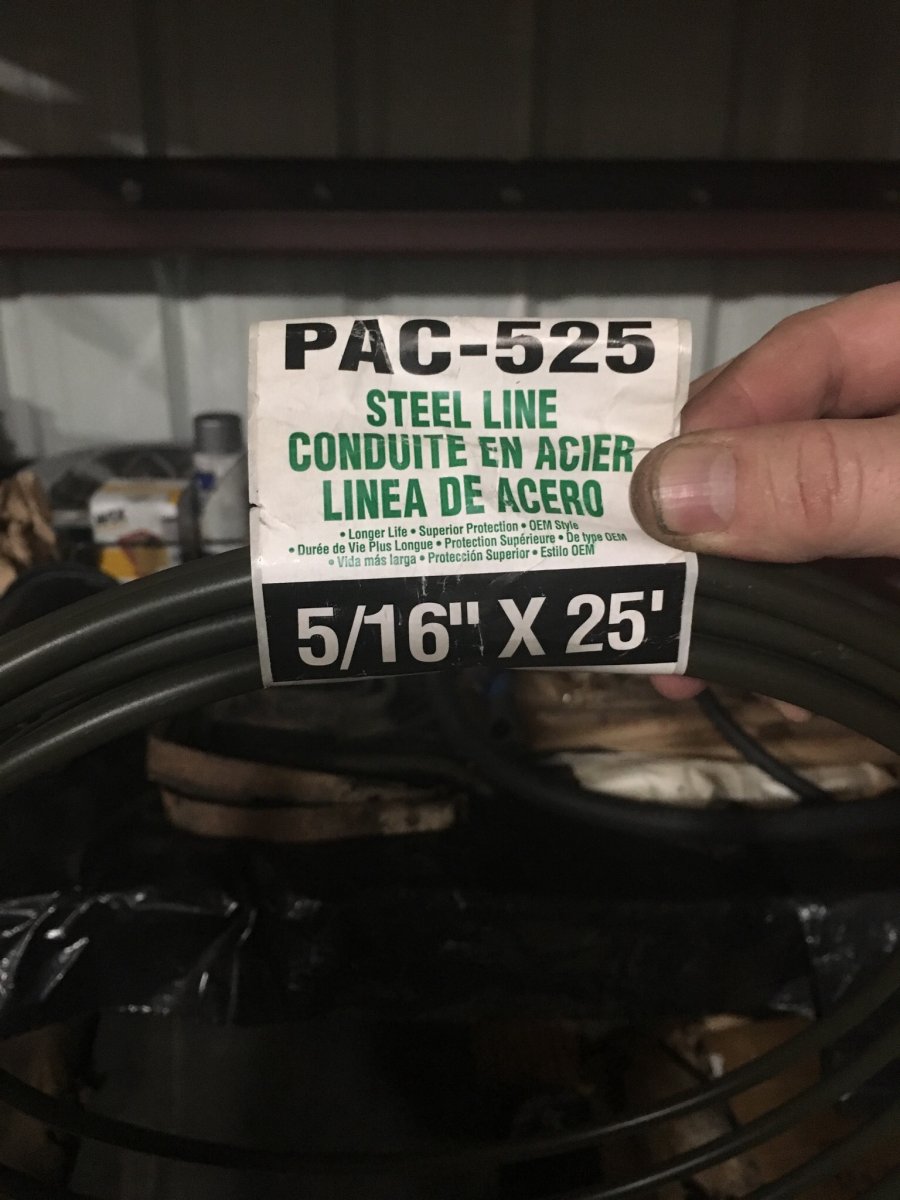 PAC-525
STEEL LINE
CONDUITE EN ACIER
LINEA DE ACERO
• Longer Life • Superior Protection • OEM Style
• Durée de Vie Plus Longue • Protection Supérieure • De type OEM
• Vida más larga • Protección Superior • Estilo OEM
5/16" X 25'